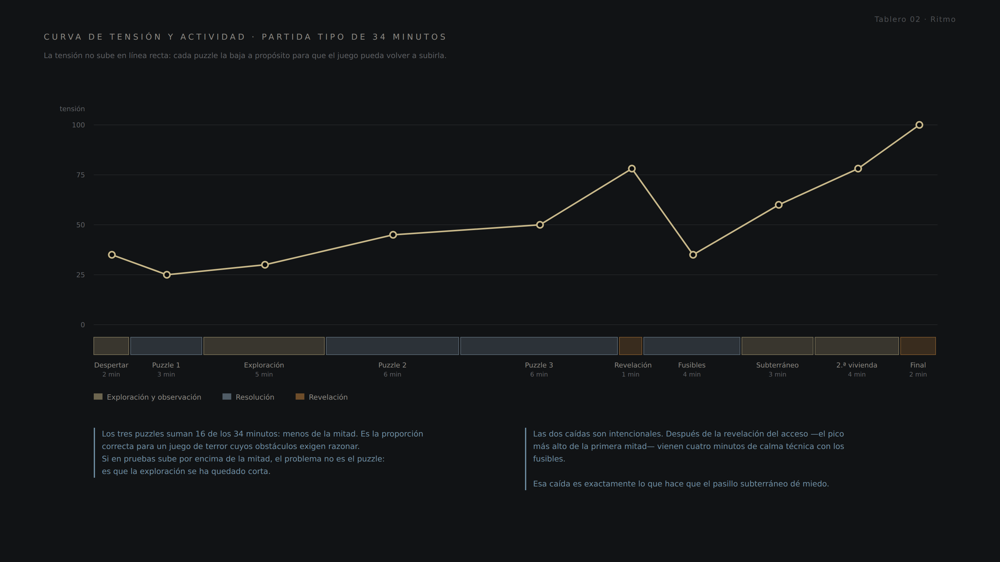 Tablero 02 · Ritmo
CURVA DE TENSIÓN Y ACTIVIDAD · PARTIDA TIPO DE 34 MINUTOS
La tensión no sube en línea recta: cada puzzle la baja a propósito para que el juego pueda volver a subirla.
tensión
100
75
50
25
0
Despertar
2 min
Puzzle 1
3 min
Exploración
5 min
Puzzle 2
6 min
Puzzle 3
6 min
Revelación
1 min
Fusibles
4 min
Subterráneo
3 min
2.ª vivienda
4 min
Final
2 min
Exploración y observación
Resolución
Revelación
Los tres puzzles suman 16 de los 34 minutos: menos de la mitad. Es la proporción
correcta para un juego de terror cuyos obstáculos exigen razonar.
Si en pruebas sube por encima de la mitad, el problema no es el puzzle:
es que la exploración se ha quedado corta.
Las dos caídas son intencionales. Después de la revelación del acceso —el pico
más alto de la primera mitad— vienen cuatro minutos de calma técnica con los
fusibles.
Esa caída es exactamente lo que hace que el pasillo subterráneo dé miedo.